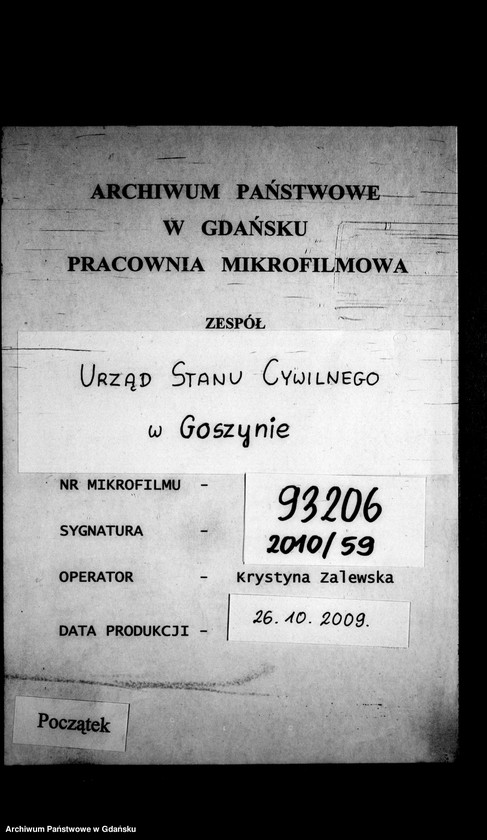 ARCHIWUM PAŃSTWOWE
W GDAŃSKU
PRACOWNIA MIKROFILMOWA
ZESPÓŁ
URZĄD STANU CYWILNEGO
w Goszynie
NR MIKROFILMU - 93206
SYGNATURA - 2010/59
OPERATOR - Krystyna Zalewska
DATA PRODUKCJI - 26.10.2009.
Początek
Archiwum Państwowe w Gdańsku